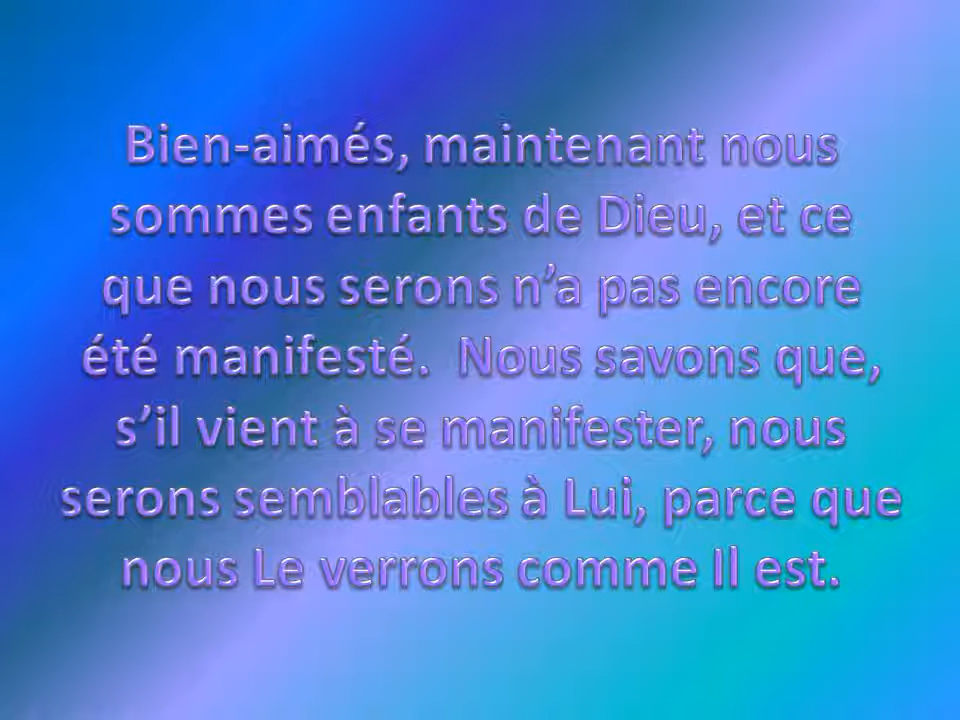 Bien-aimés, maintenant nous
sommes enfants de Dieu, et ce
que nous serons n’a pas encore
été manifesté.  Nous savons que,
s’il vient à se manifester, nous
serons semblables à Lui, parce que
nous Le verrons comme Il est.